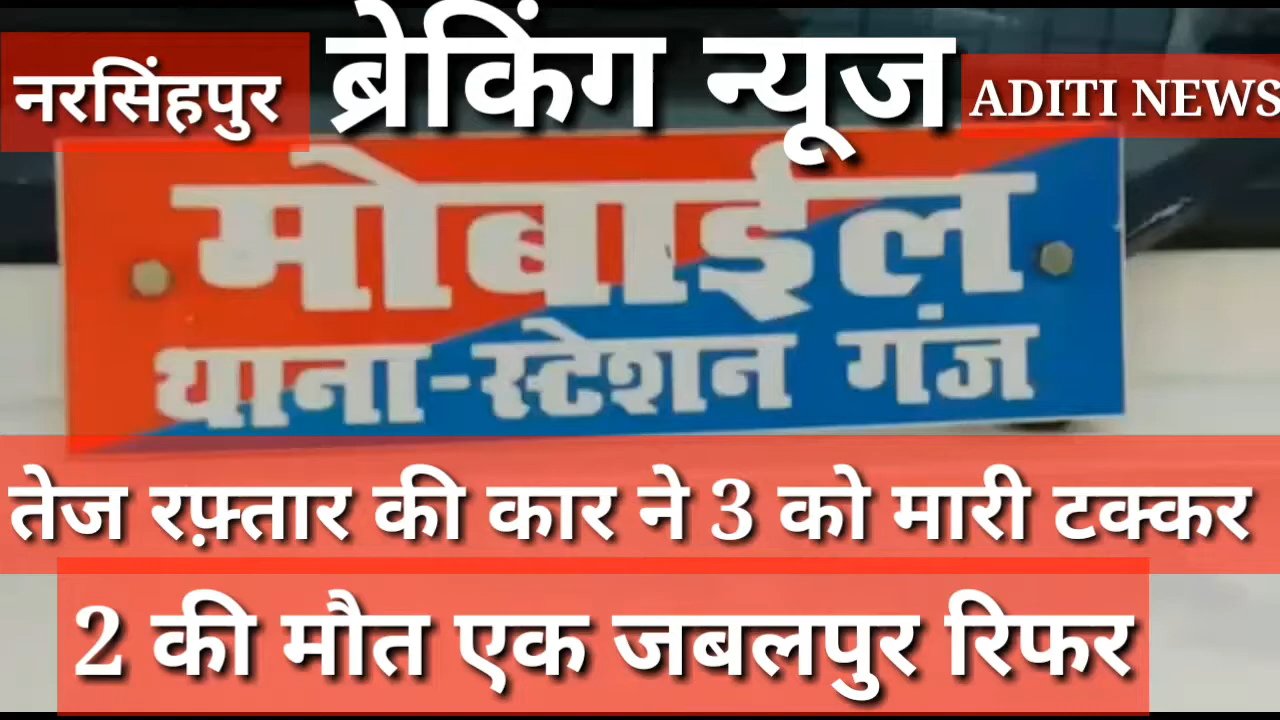 नरसिंहपुर ब्रेकिंग न्यूज ADITI NEWS
मोबाईल
थाना-स्टेशन गंज
तेज रफ़्तार की कार ने 3 को मारी टक्कर
2 की मौत एक जबलपुर रिफर